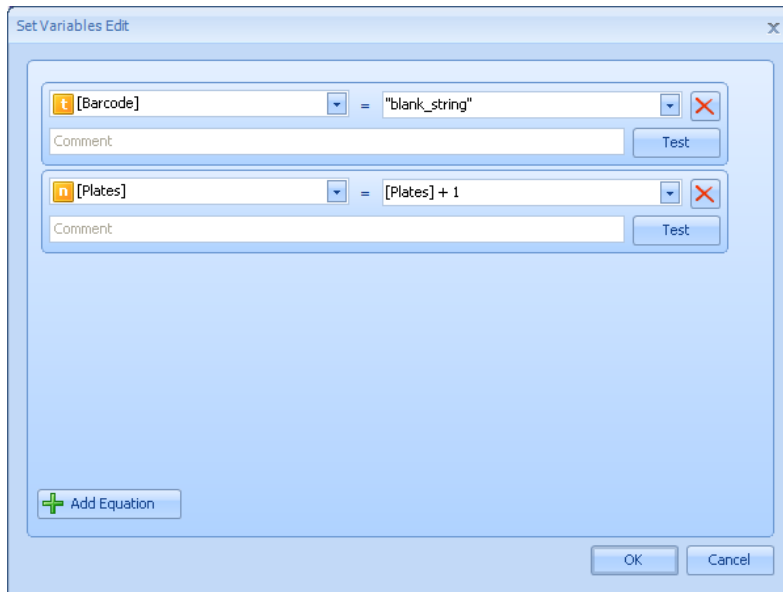 Set Variables Edit
x
t [Barcode] = "blank_string"
Comment Test
n [Plates] = [Plates] + 1
Comment Test
Add Equation
OK Cancel